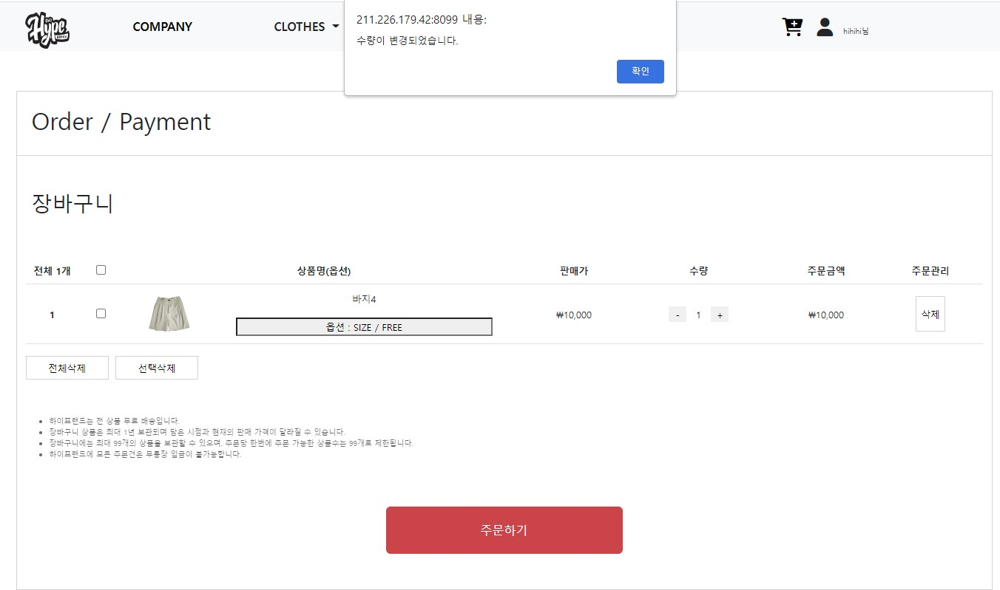 Hype
COMPANY
CLOTHES
211.226.179.42:8099 내용:
수량이 변경되었습니다.
확인
hihihi님
Order / Payment
장바구니
전체 1개 상품명(옵션) 판매가 수량 주문금액 주문관리
1 바지4 ₩10,000 - 1 + ₩10,000 삭제
옵션 : SIZE / FREE
전체삭제 선택삭제
하이프랜드는 전 상품 무료 배송입니다.
장바구니 상품은 최대 1년 보관되며 담은 시점과 현재의 판매 가격이 달라질 수 있습니다.
장바구니에는 최대 99개의 상품을 보관할 수 있으며, 주문당 한번에 주문 가능한 상품수는 99개로 제한됩니다.
하이프랜드에 모든 주문건은 무통장 입금이 불가능합니다.
주문하기